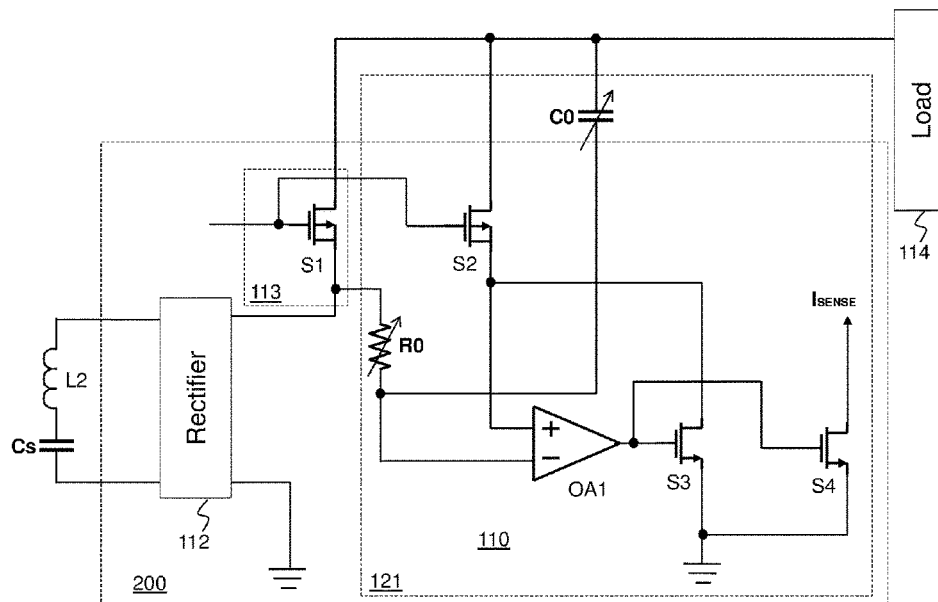 Load
C0
S1
S2
114
113
ISENSE
R0
L2
Rectifier
Cs
+
−
OA1
S3
S4
112
110
200
121